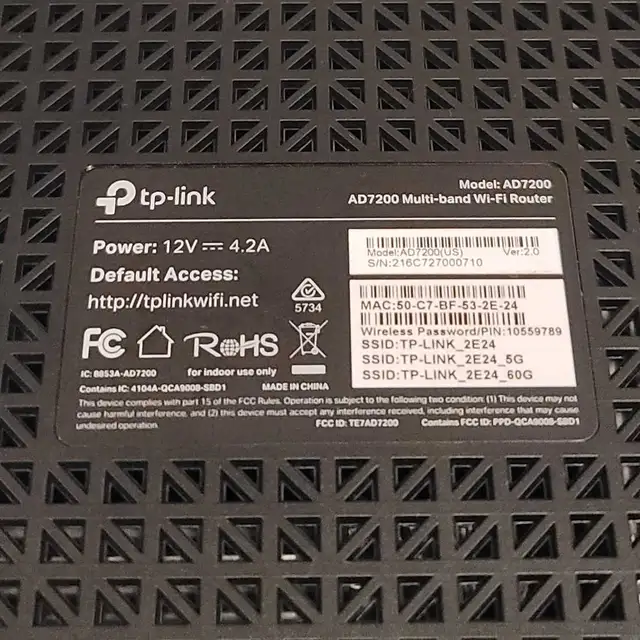 tp-link
Model: AD7200
AD7200 Multi-band Wi-Fi Router
Power: 12V 4.2A
Default Access:
http://tplinkwifi.net
Model:AD7200(US) Ver:2.0
S/N:216C727000710
5734
MAC:50-C7-BF-53-2E-24
Wireless Password/PIN:10559789
SSID:TP-LINK_2E24
SSID:TP-LINK_2E24_5G
SSID:TP-LINK_2E24_60G
FC RoHS
IC: 8853A-AD7200 for indoor use only
Contains IC: 4104A-QCA9008-SBD1 MADE IN CHINA
This device complies with part 15 of the FCC Rules. Operation is subject to the following two condition: (1) This device may not
cause harmful interference, and (2) this device must accept any interference received, including interference that may cause
undesired operation. FCC ID: TE7AD7200 Contains FCC ID: PPD-QCA9008-SBD1